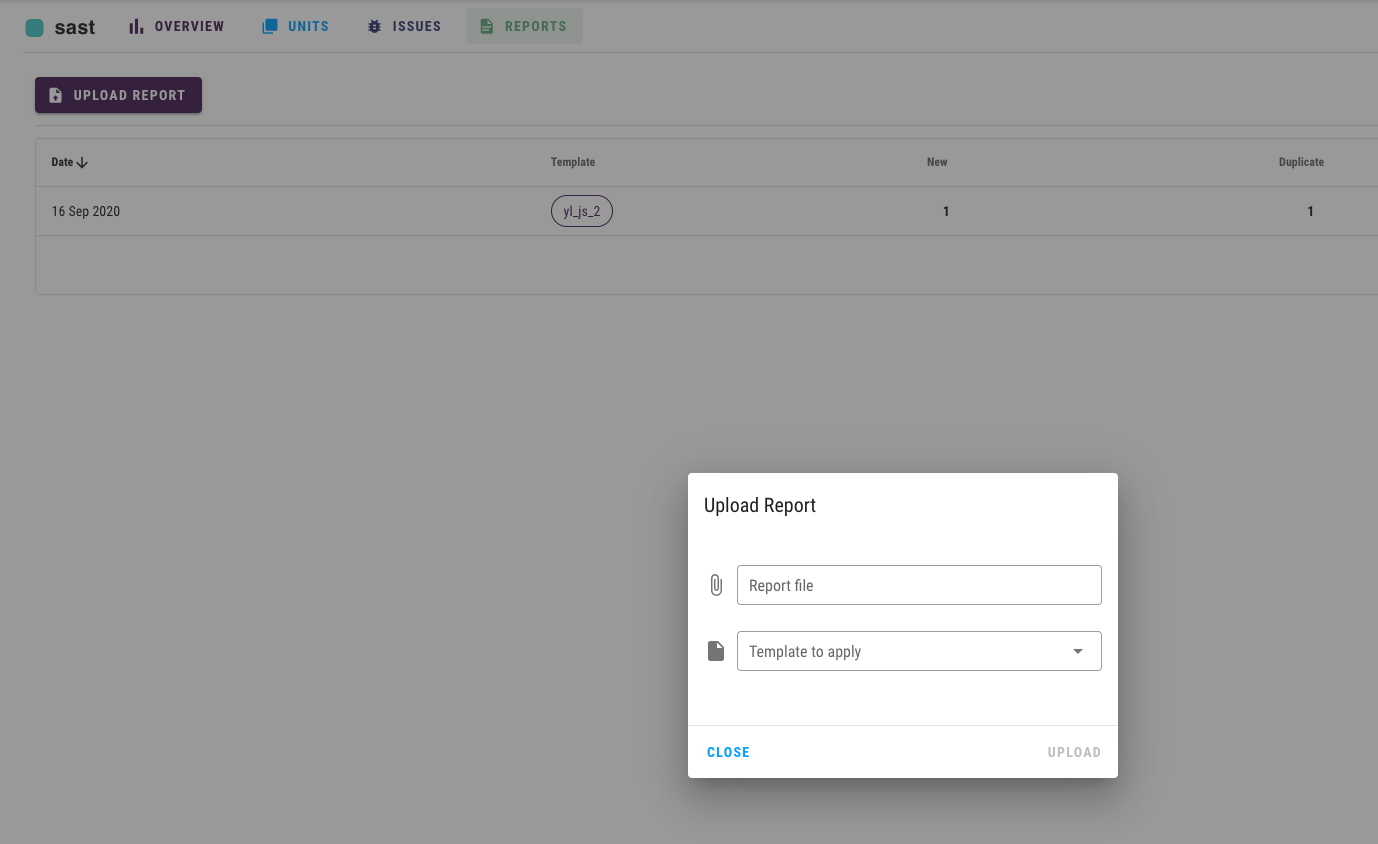 sast OVERVIEW UNITS ISSUES REPORTS
UPLOAD REPORT
Date Template New Duplicate
16 Sep 2020 yl_js_2 1 1
Upload Report
Report file
Template to apply
CLOSE UPLOAD